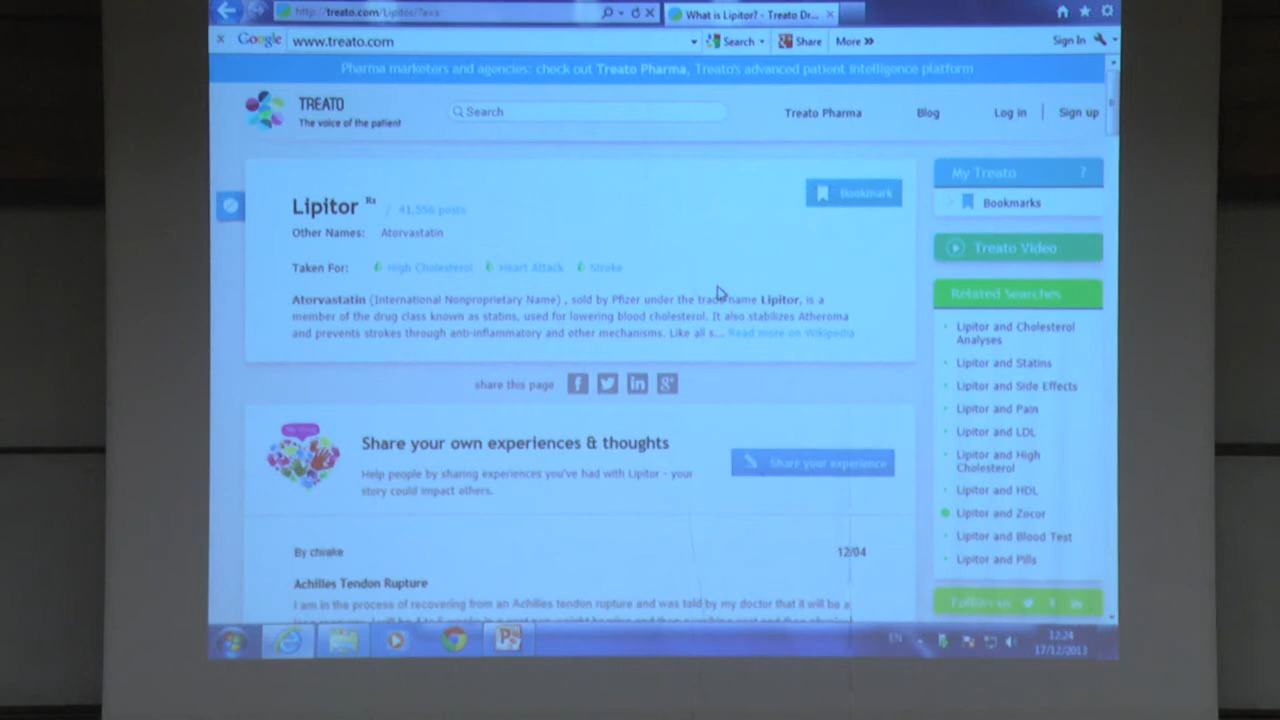 http://treato.com/Lipitor/?a=s
What is Lipitor? - Treato Dr...
x Google www.treato.com Search Share More » Sign In
Pharma marketers and agencies: check out Treato Pharma, Treato's advanced patient intelligence platform
TREATO
The voice of the patient
Search
Treato Pharma Blog Log in | Sign up
Lipitor Rx / 41,556 posts
Bookmark
Other Names: Atorvastatin
Taken For: High Cholesterol Heart Attack Stroke
Atorvastatin (International Nonproprietary Name) , sold by Pfizer under the trade name Lipitor, is a
member of the drug class known as statins, used for lowering blood cholesterol. It also stabilizes Atheroma
and prevents strokes through anti-inflammatory and other mechanisms. Like all s... Read more on Wikipedia
share this page f in g+
Share your own experiences & thoughts
Help people by sharing experiences you've had with Lipitor - your
story could impact others.
Share your experience
By chvake 12/04
Achilles Tendon Rupture
I am in the process of recovering from an Achilles tendon rupture and was told by my doctor that it will be a
My Treato ?
Bookmarks
Treato Video
Related Searches
Lipitor and Cholesterol
Analyses
Lipitor and Statins
Lipitor and Side Effects
Lipitor and Pain
Lipitor and LDL
Lipitor and High
Cholesterol
Lipitor and HDL
Lipitor and Zocor
Lipitor and Blood Test
Lipitor and Pills
Follow us f in
EN
12:24
17/12/2013